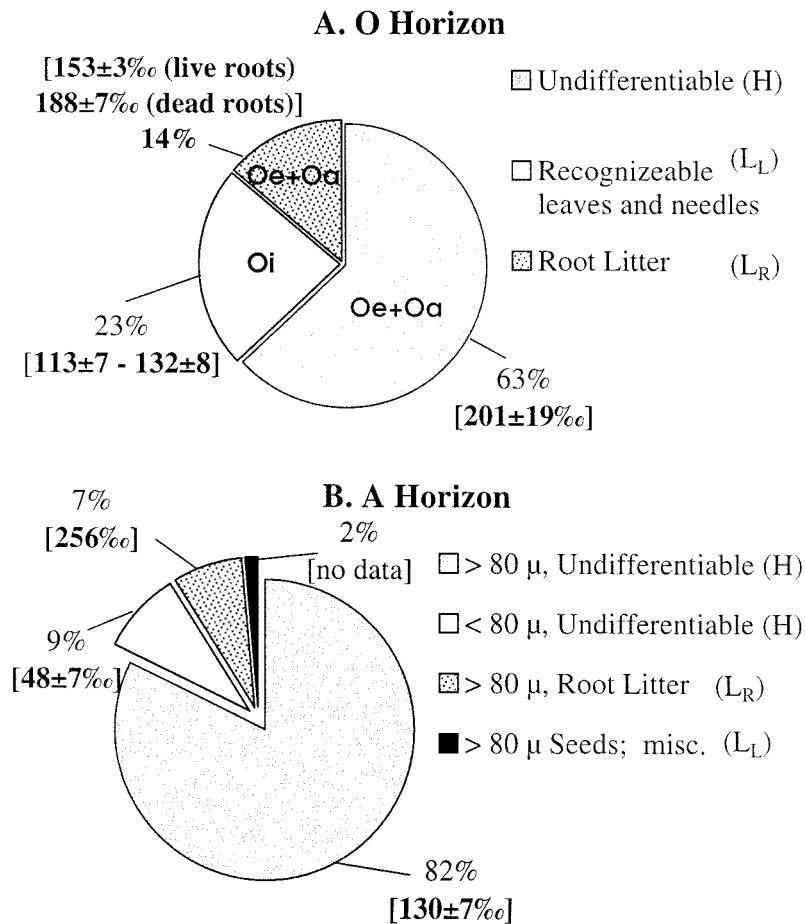 A. O Horizon
[153±3‰ (live roots)
188±7‰ (dead roots)]
14%
Oe+Oa
Oi
Oe+Oa
23%
[113±7 - 132±8]
63%
[201±19‰]
Undifferentiable (H)
Recognizeable (L_L)
leaves and needles
Root Litter (L_R)
B. A Horizon
7%
[256‰]
2%
[no data]
9%
[48±7‰]
82%
[130±7‰]
> 80 µ, Undifferentiable (H)
< 80 µ, Undifferentiable (H)
> 80 µ, Root Litter (L_R)
> 80 µ Seeds; misc. (L_L)